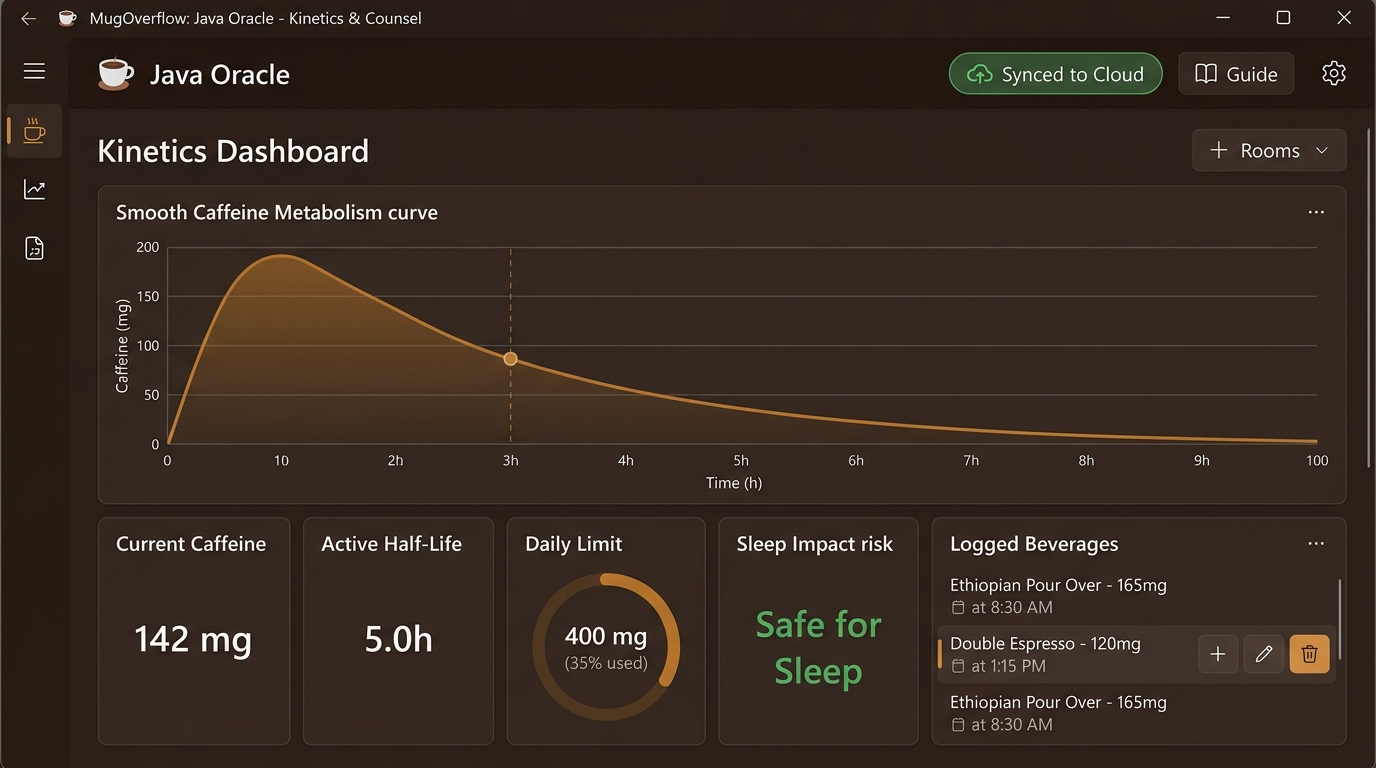 MugOverflow: Java Oracle - Kinetics & Counsel
Java Oracle
Synced to Cloud
Guide
Kinetics Dashboard
Rooms
Smooth Caffeine Metabolism curve
200
150
100
50
0
Caffeine (mg)
0 10 2h 3h 4h 5h 6h 7h 8h 9h 100
Time (h)
Current Caffeine
142 mg
Active Half-Life
5.0h
Daily Limit
400 mg
(35% used)
Sleep Impact risk
Safe for
Sleep
Logged Beverages
Ethiopian Pour Over - 165mg
at 8:30 AM
Double Espresso - 120mg
at 1:15 PM
Ethiopian Pour Over - 165mg
at 8:30 AM